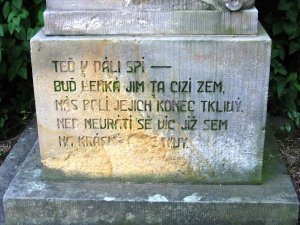 TEĎ V DÁLI SPÍ —
BUĎ LEHKÁ JIM TA CIZÍ ZEM,
NÁS BOLÍ JEJICH KONEC TKLIVÝ,
NEB NEVRÁTÍ SE VÍC JIŽ SEM
NA